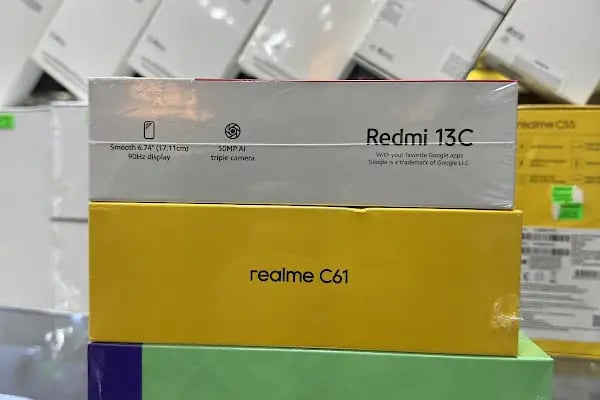 Smooth 6.74" (17.11cm)
90Hz display
50MP AI
triple camera
Redmi 13C
With your favorite Google apps
Google is a trademark of Google LLC.
realme C61
realme C55